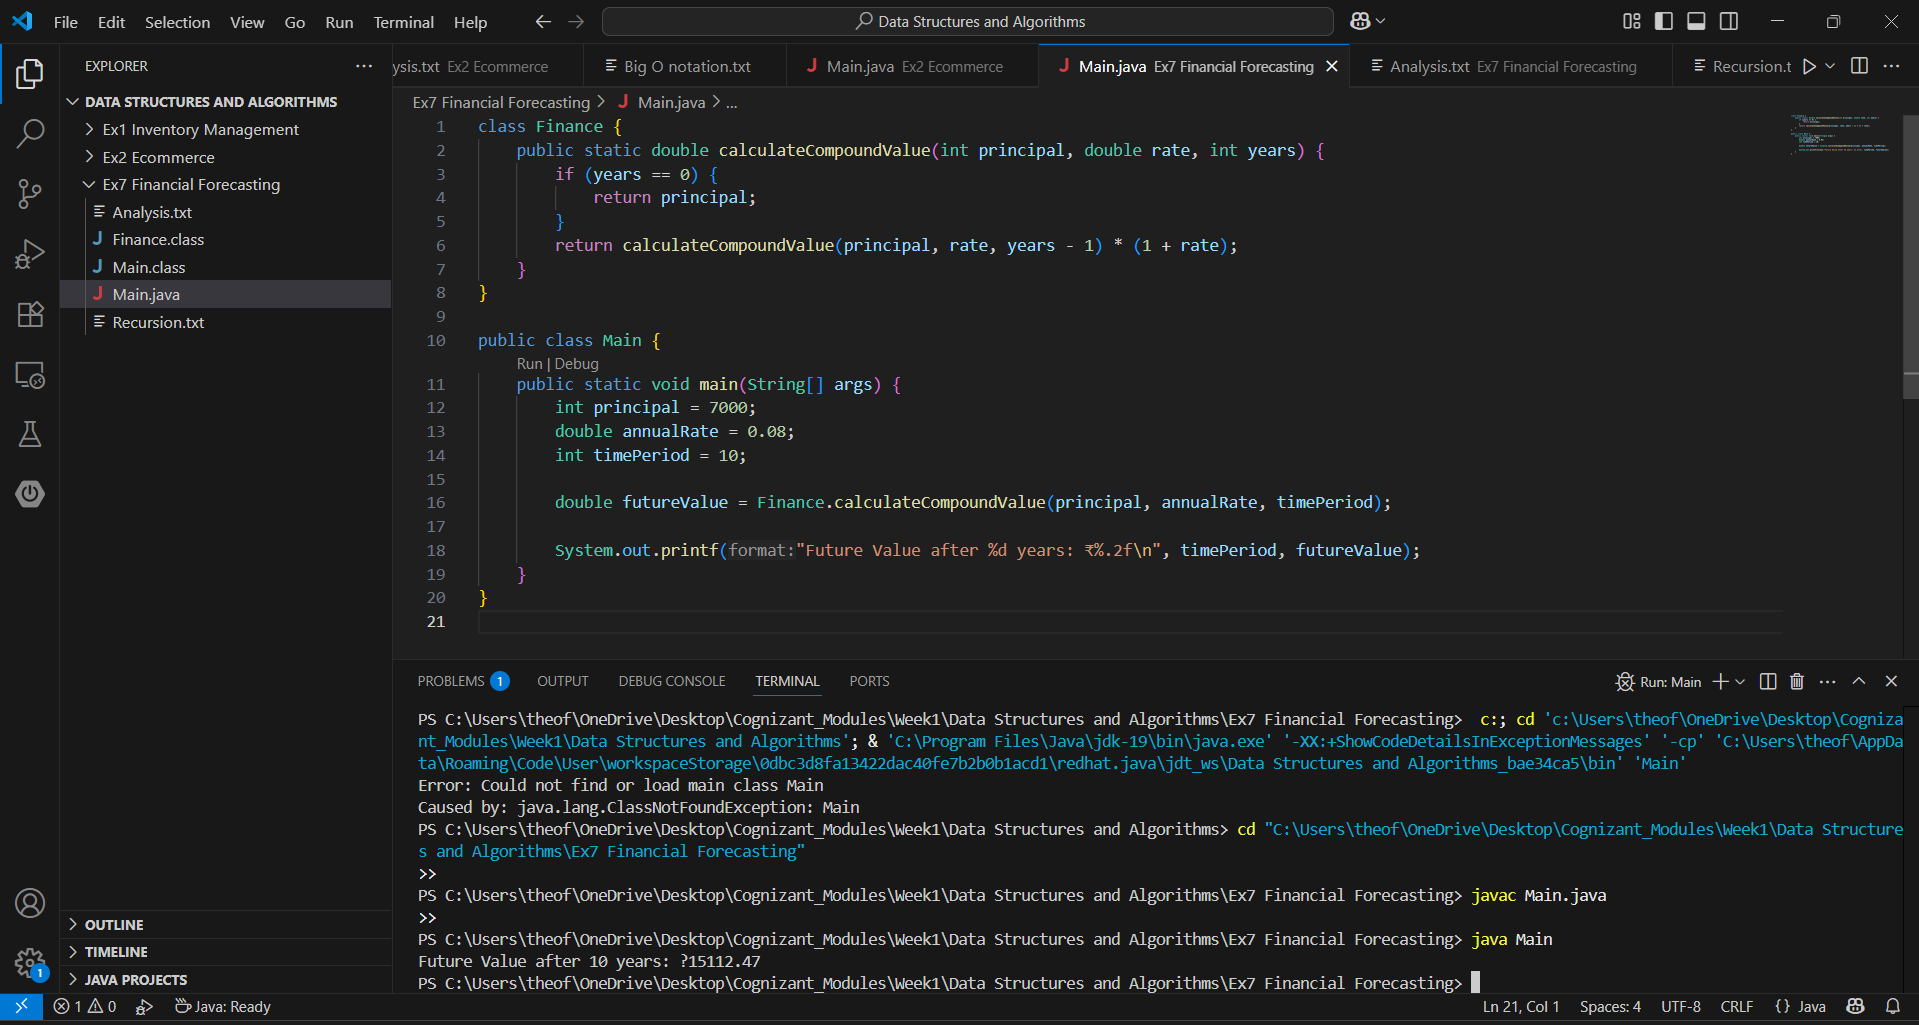 File Edit Selection View Go Run Terminal Help
Data Structures and Algorithms
EXPLORER
ysis.txt Ex2 Ecommerce
Big O notation.txt
Main.java Ex2 Ecommerce
Main.java Ex7 Financial Forecasting
Analysis.txt Ex7 Financial Forecasting
Recursion.t
DATA STRUCTURES AND ALGORITHMS
Ex1 Inventory Management
Ex2 Ecommerce
Ex7 Financial Forecasting
Analysis.txt
Finance.class
Main.class
Main.java
Recursion.txt
OUTLINE
TIMELINE
JAVA PROJECTS
1
Ex7 Financial Forecasting > Main.java > ...
1 class Finance {
2 public static double calculateCompoundValue(int principal, double rate, int years) {
3 if (years == 0) {
4 return principal;
5 }
6 return calculateCompoundValue(principal, rate, years - 1) * (1 + rate);
7 }
8 }
9
10 public class Main {
Run | Debug
11 public static void main(String[] args) {
12 int principal = 7000;
13 double annualRate = 0.08;
14 int timePeriod = 10;
15
16 double futureValue = Finance.calculateCompoundValue(principal, annualRate, timePeriod);
17
18 System.out.printf(format:"Future Value after %d years: ₹%.2f\n", timePeriod, futureValue);
19 }
20 }
21
PROBLEMS 1 OUTPUT DEBUG CONSOLE TERMINAL PORTS
Run: Main
PS C:\Users\theof\OneDrive\Desktop\Cognizant_Modules\Week1\Data Structures and Algorithms\Ex7 Financial Forecasting> c:; cd 'c:\Users\theof\OneDrive\Desktop\Cogniza
nt_Modules\Week1\Data Structures and Algorithms'; & 'C:\Program Files\Java\jdk-19\bin\java.exe' '-XX:+ShowCodeDetailsInExceptionMessages' '-cp' 'C:\Users\theof\AppDa
ta\Roaming\Code\User\workspaceStorage\0dbc3d8fa13422dac40fe7b2b0b1acd1\redhat.java\jdt_ws\Data Structures and Algorithms_bae34ca5\bin' 'Main'
Error: Could not find or load main class Main
Caused by: java.lang.ClassNotFoundException: Main
PS C:\Users\theof\OneDrive\Desktop\Cognizant_Modules\Week1\Data Structures and Algorithms> cd "C:\Users\theof\OneDrive\Desktop\Cognizant_Modules\Week1\Data Structure
s and Algorithms\Ex7 Financial Forecasting"
>>
PS C:\Users\theof\OneDrive\Desktop\Cognizant_Modules\Week1\Data Structures and Algorithms\Ex7 Financial Forecasting> javac Main.java
>>
PS C:\Users\theof\OneDrive\Desktop\Cognizant_Modules\Week1\Data Structures and Algorithms\Ex7 Financial Forecasting> java Main
Future Value after 10 years: ?15112.47
PS C:\Users\theof\OneDrive\Desktop\Cognizant_Modules\Week1\Data Structures and Algorithms\Ex7 Financial Forecasting>
1 0 Java: Ready
Ln 21, Col 1 Spaces: 4 UTF-8 CRLF {} Java